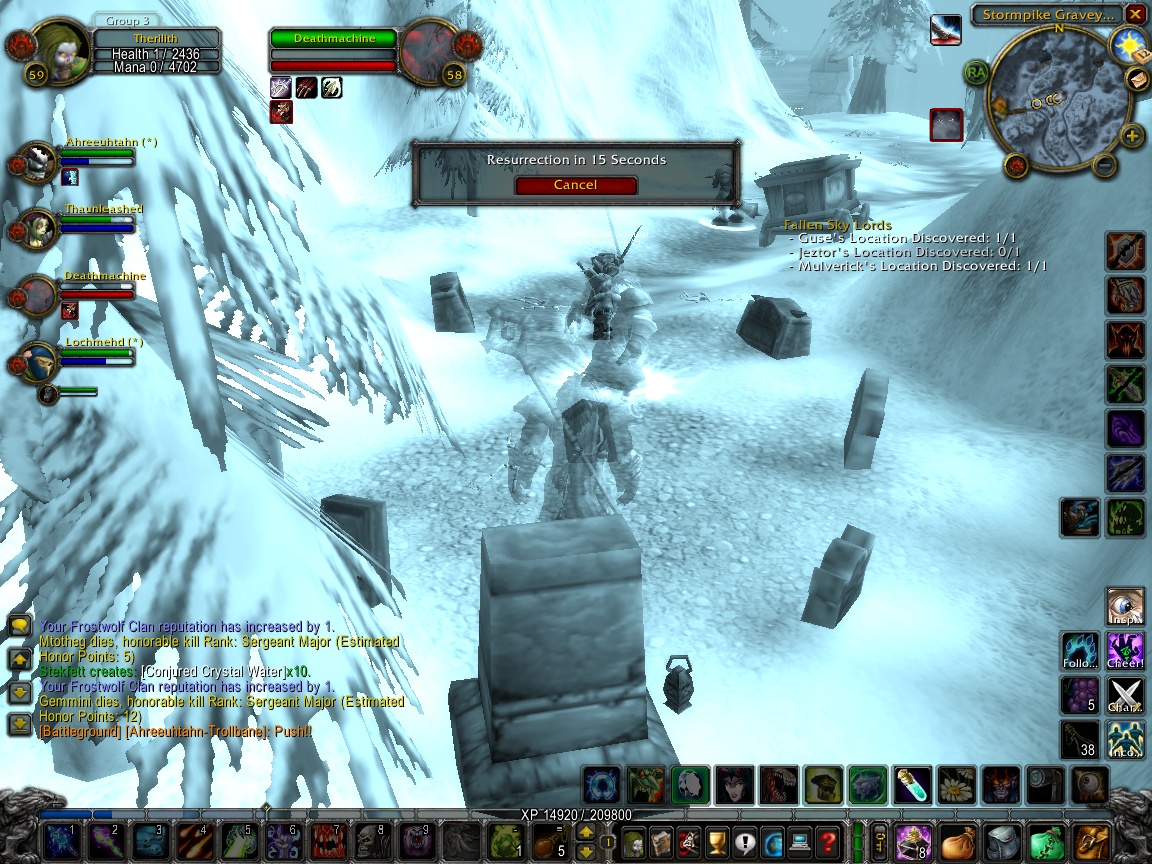 Group 3
Therilith
Health 1 / 2436
Mana 0 / 4702
59
Deathmachine
58
Stormpike Gravey...
N
RA
Ahreeuhtahn (*)
Resurrection in 15 Seconds
Cancel
Thaunleashed
Fallen Sky Lords
- Guse's Location Discovered: 1/1
- Jeztor's Location Discovered: 0/1
- Mulverick's Location Discovered: 1/1
Deathmachine
Lochmehd (*)
Your Frostwolf Clan reputation has increased by 1.
Mtotheg dies, honorable kill Rank: Sergeant Major (Estimated
Honor Points: 5)
Stekfett creates: [Conjured Crystal Water]x10.
Your Frostwolf Clan reputation has increased by 1.
Gemmini dies, honorable kill Rank: Sergeant Major (Estimated
Honor Points: 12)
[Battleground] [Ahreeuhtahn-Trollbane]: Push!!
Insp...
Follo...
Cheer!
5
Char...
38
XP 14920 / 209800
1 2 3 4 5 6 7 8 9
1
5
1
8